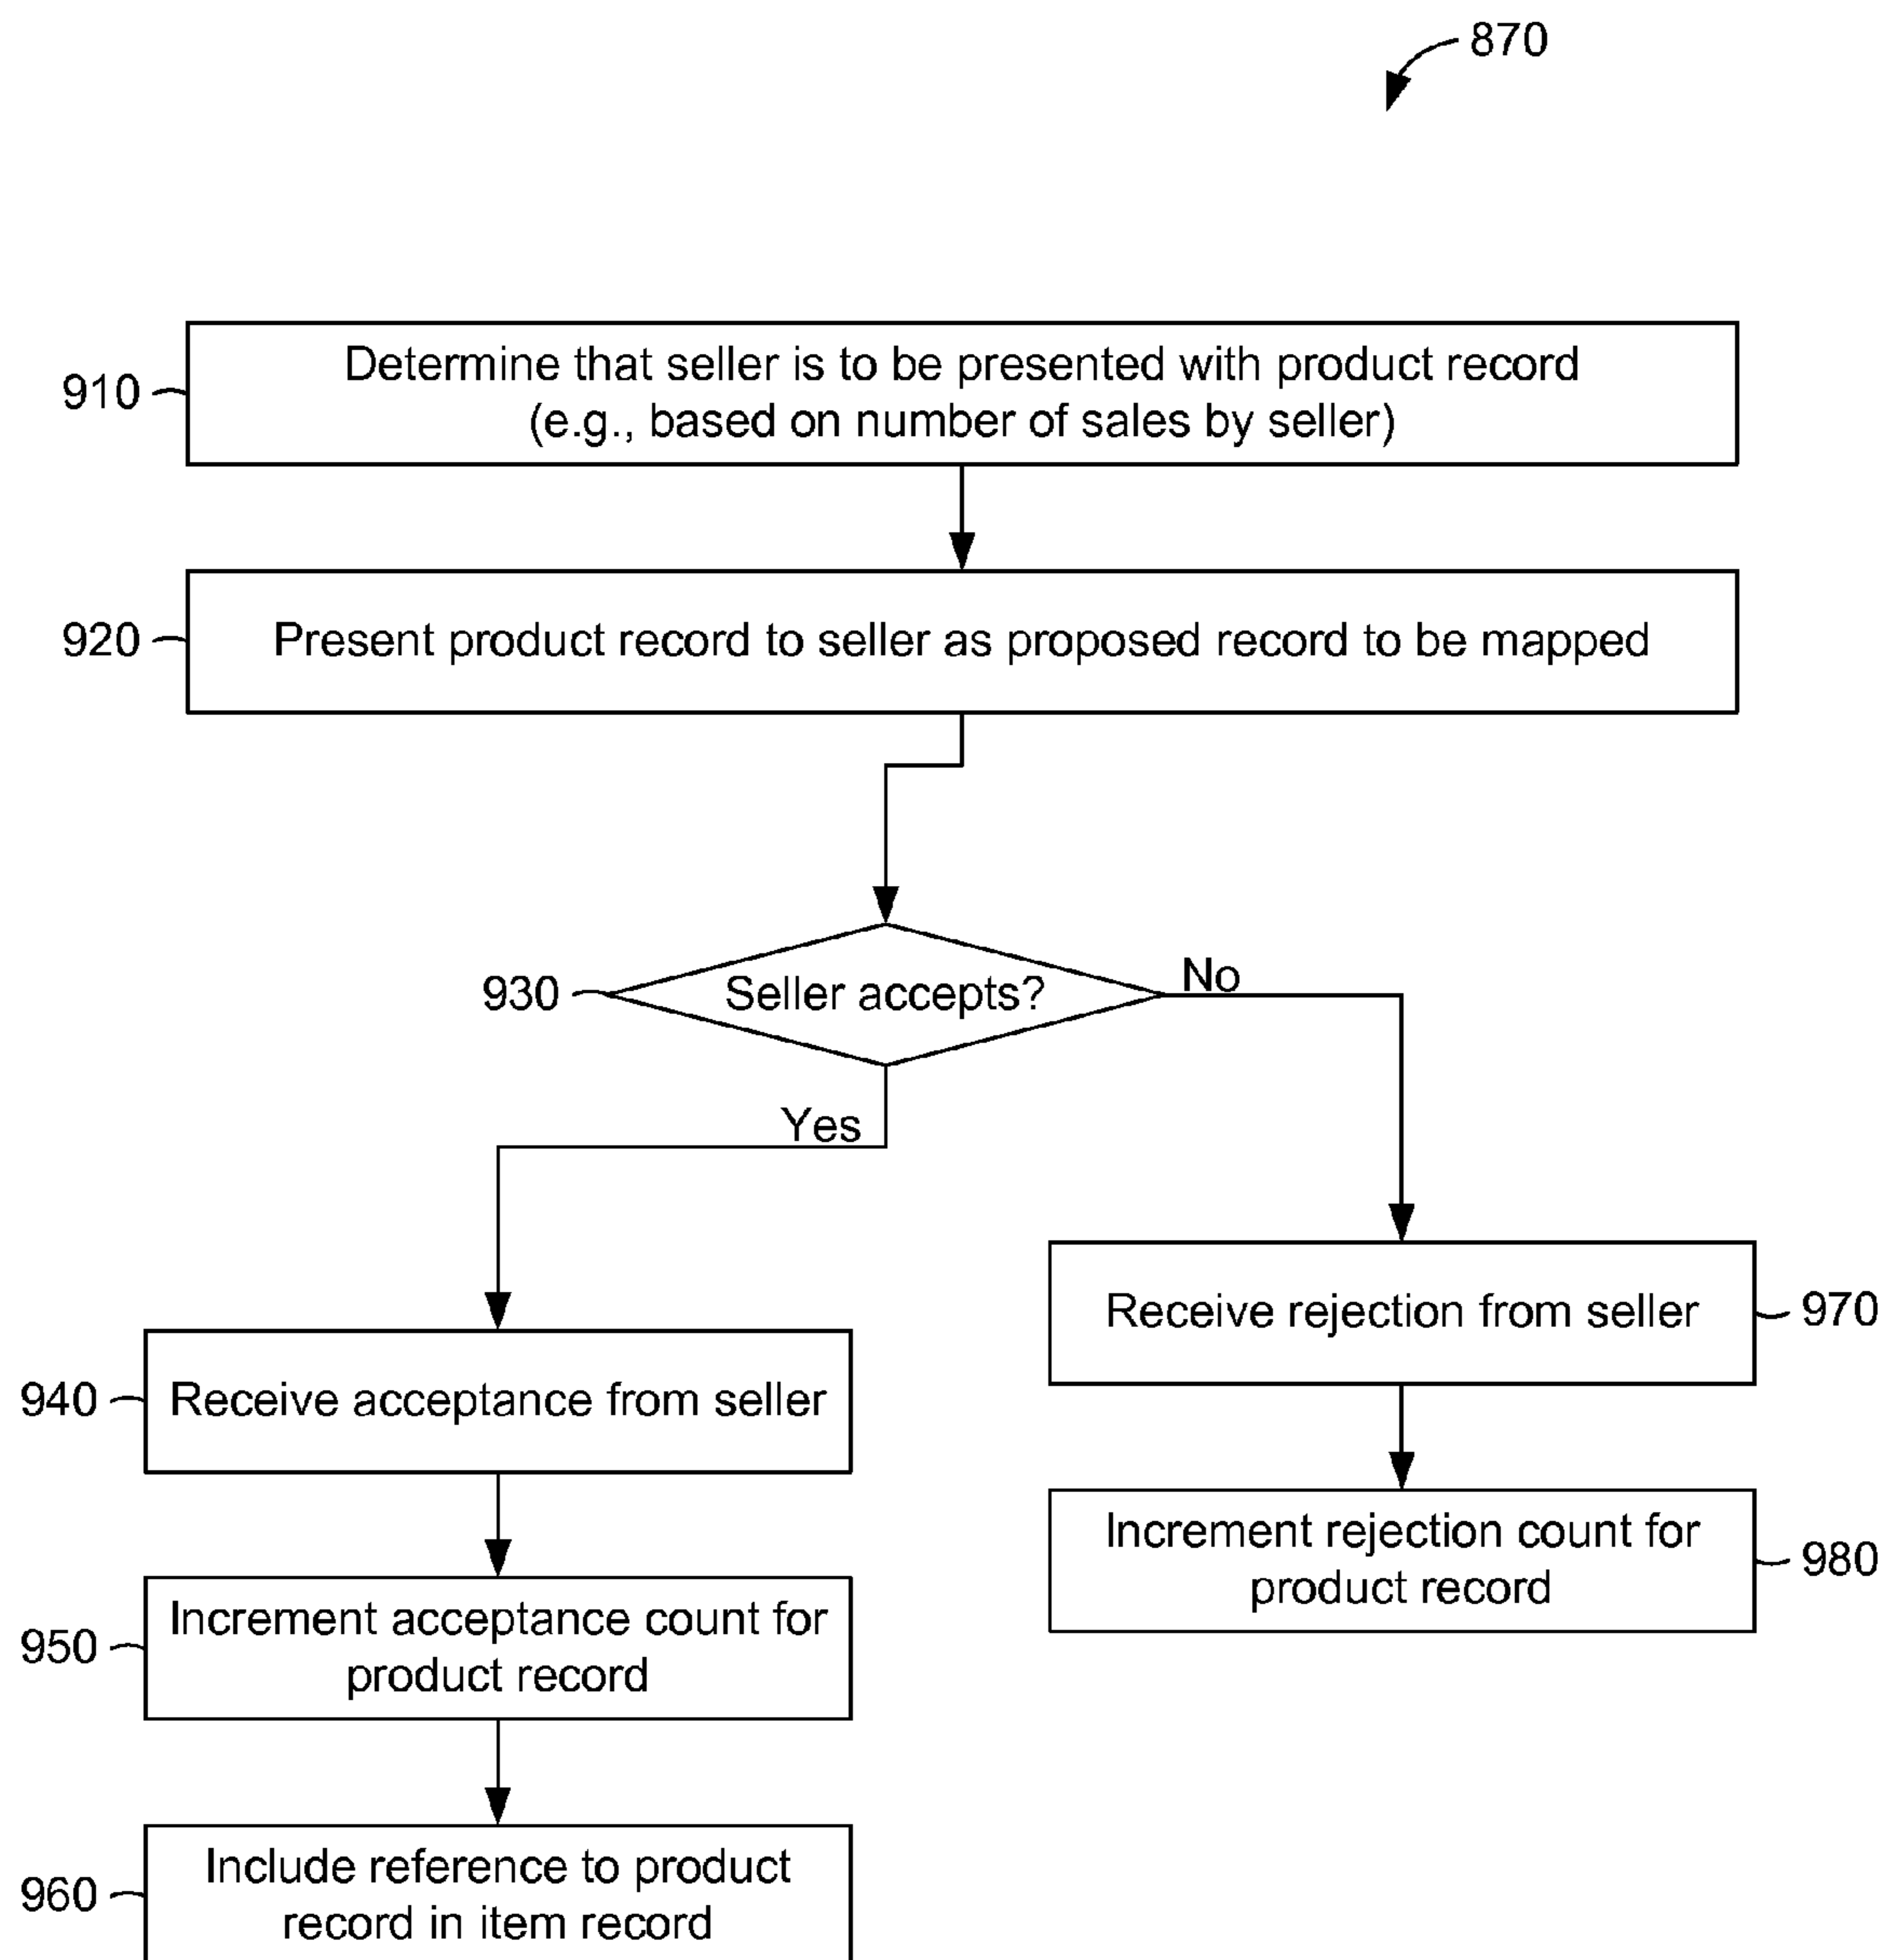 870
910
Determine that seller is to be presented with product record
(e.g., based on number of sales by seller)
920
Present product record to seller as proposed record to be mapped
930
Seller accepts?
No
Yes
Receive rejection from seller
970
940
Receive acceptance from seller
Increment rejection count for
product record
980
950
Increment acceptance count for
product record
960
Include reference to product
record in item record